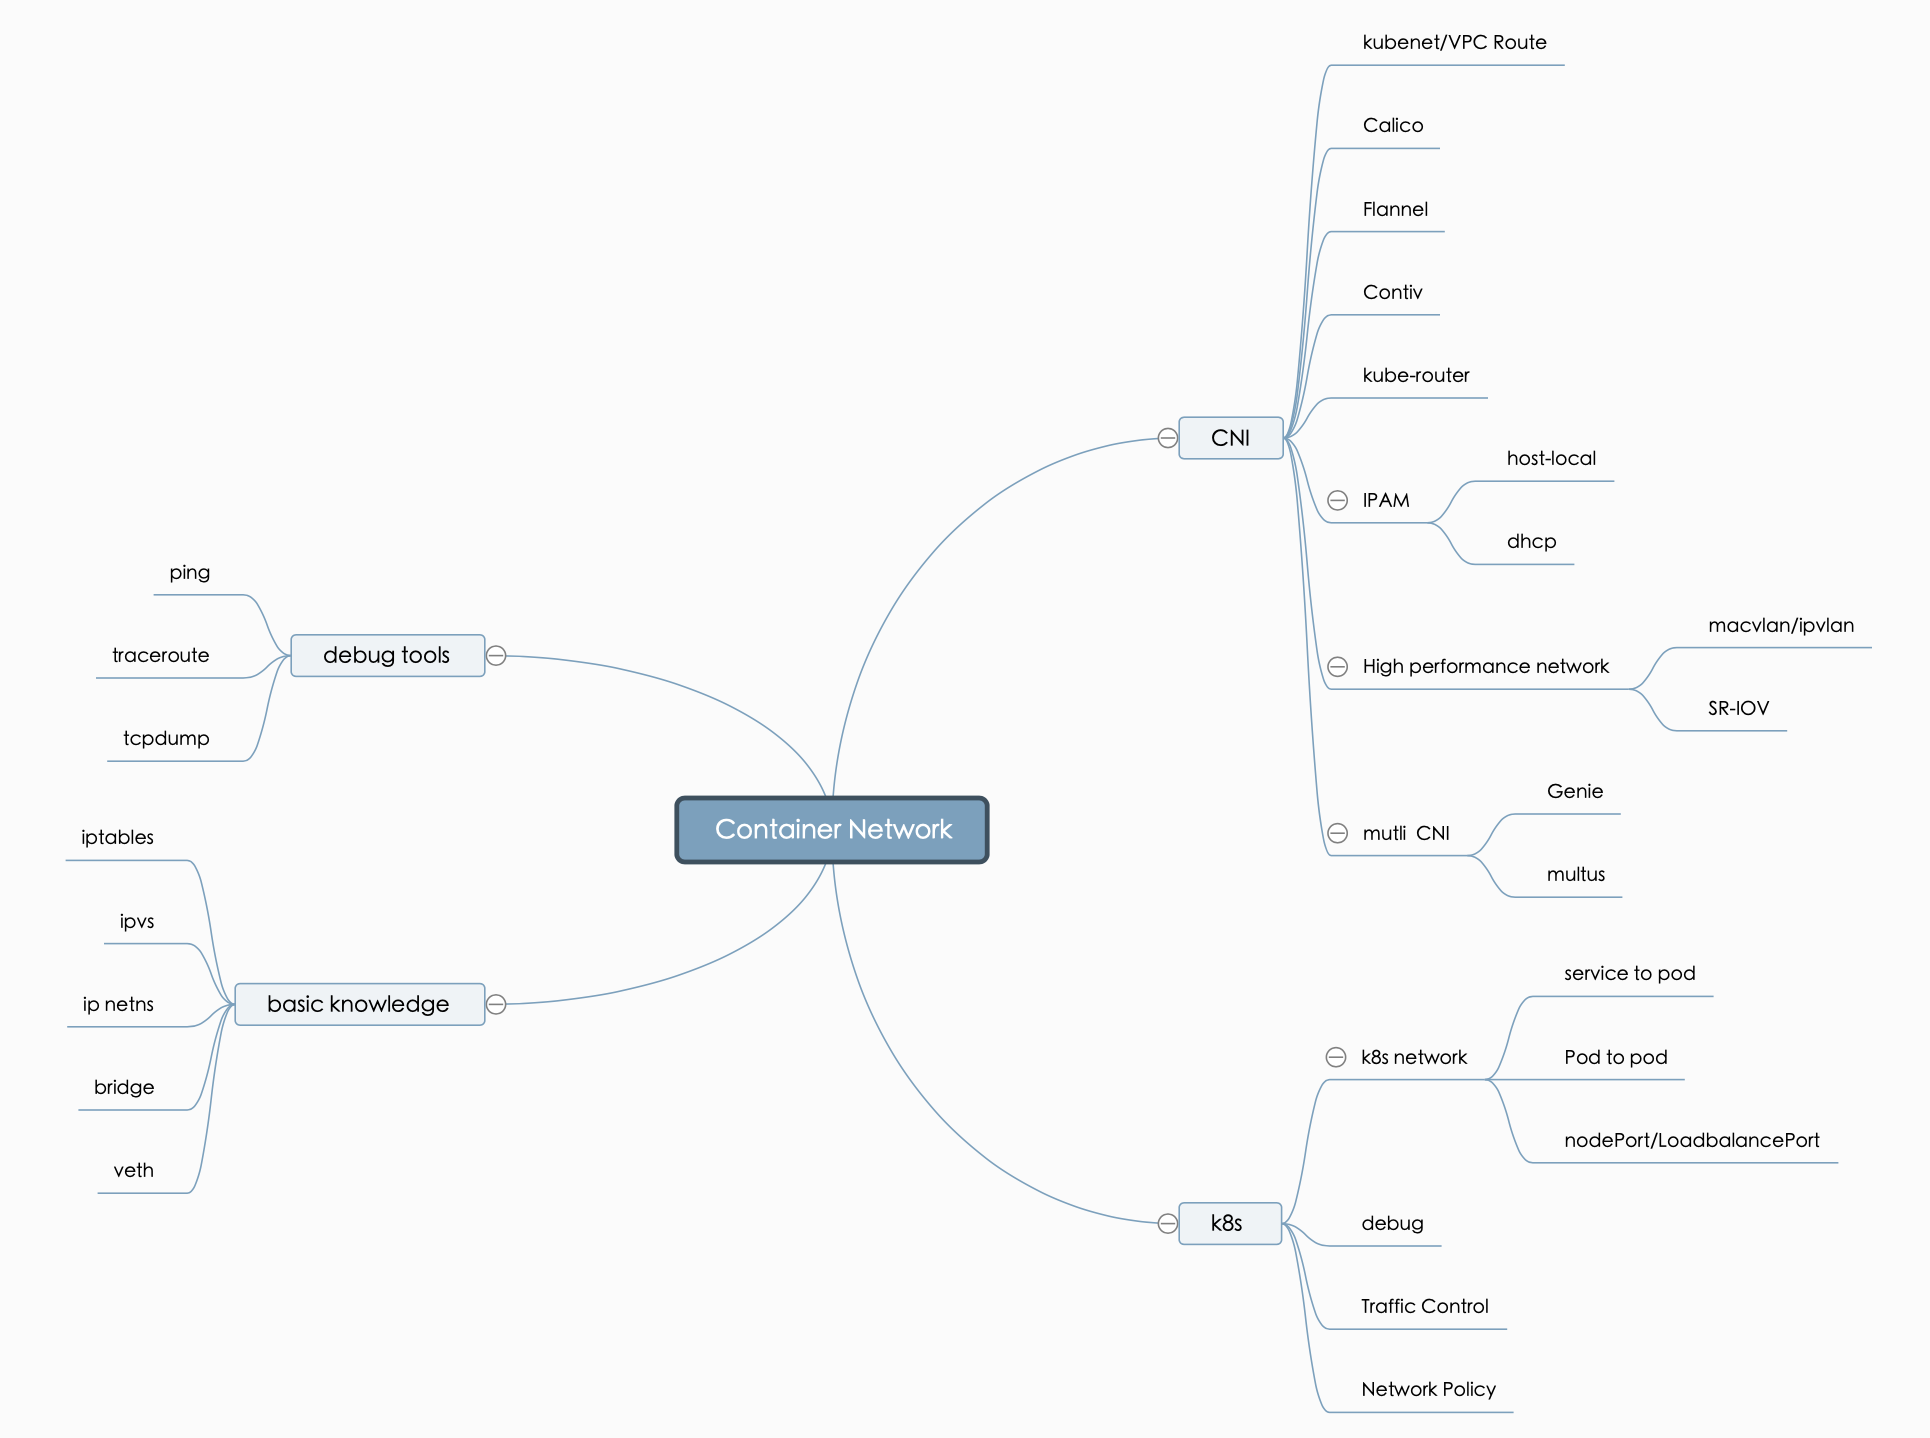 Container Network
CNI
kubenet/VPC Route
Calico
Flannel
Contiv
kube-router
IPAM
host-local
dhcp
High performance network
macvlan/ipvlan
SR-IOV
mutli  CNI
Genie
multus
k8s
k8s network
service to pod
Pod to pod
nodePort/LoadbalancePort
debug
Traffic Control
Network Policy
debug tools
ping
traceroute
tcpdump
basic knowledge
iptables
ipvs
ip netns
bridge
veth